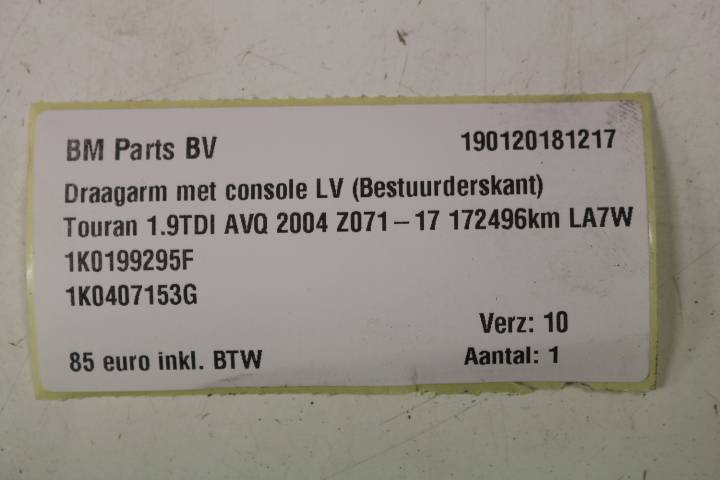 BM Parts BV 190120181217
Draagarm met console LV (Bestuurderskant)
Touran 1.9TDI AVQ 2004 Z071-17 172496km LA7W
1K0199295F
1K0407153G
Verz: 10
85 euro inkl. BTW Aantal: 1